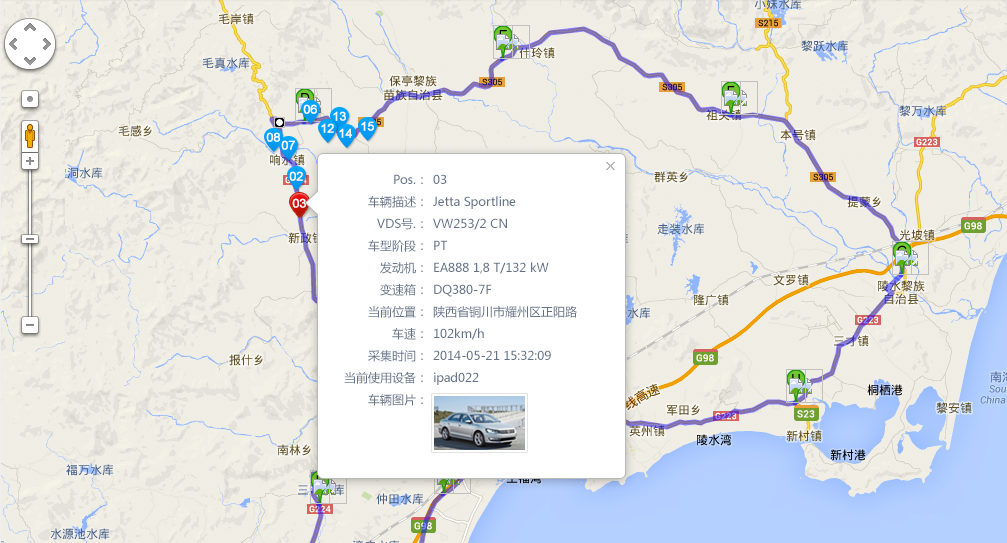 小妹水库
S215
毛岸镇
E
什玲镇
黎跃水库
毛真水库
保亭黎族
苗族自治县
S305
S305
F
D
06
13
12
14
15
祖关镇
黎万水库
毛感乡
08
07
本号镇
G223
响水镇
02
洞水库
03
新政镇
群英乡
S305
提蒙乡
走装水库
光坡镇
G98
G
文罗镇
陵水黎族
自治县
隆广镇
水库
G223
三才镇
G98
报什乡
H
桐栖港
南海
South
China
线高速
军田乡
G223
S23
黎安镇
英州镇
陵水湾
新村镇
新村港
南林乡
福万水库
仲田水库
G224
G98
水源池水库
×
Pos. : 03
车辆描述 : Jetta Sportline
VDS号. : VW253/2 CN
车型阶段 : PT
发动机 : EA888 1,8 T/132 kW
变速箱 : DQ380-7F
当前位置 : 陕西省铜川市耀州区正阳路
车速 : 102km/h
采集时间 : 2014-05-21 15:32:09
当前使用设备 : ipad022
车辆图片 :